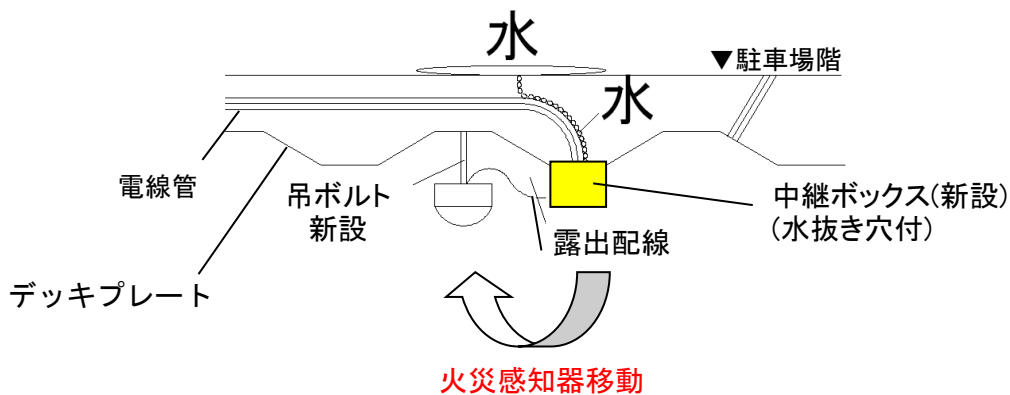 水
▼駐車場階
水
電線管
吊ボルト
新設
中継ボックス(新設)
(水抜き穴付)
露出配線
デッキプレート
火災感知器移動